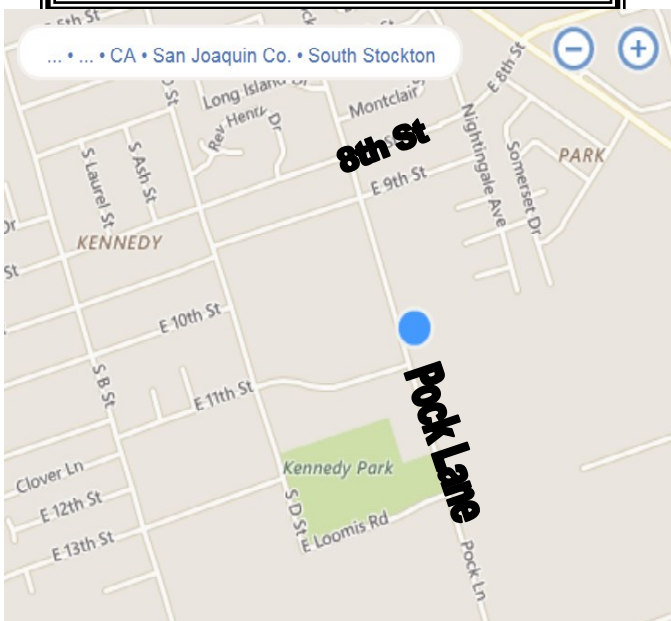 5th St
... • ... • CA • San Joaquin Co. • South Stockton
E 8th St
D St
Long Island Dr
Montclair
Rev Henry Dr
8th St
Nightingale Ave
PARK
S Ash St
S Laurel St
E 9th St
Somerset Dr
Dr
KENNEDY
St
E 10th St
S B St
E 11th St
Pock Lane
Kennedy Park
Clover Ln
S D St
E 12th St
E Loomis Rd
E 13th St
Pock Ln